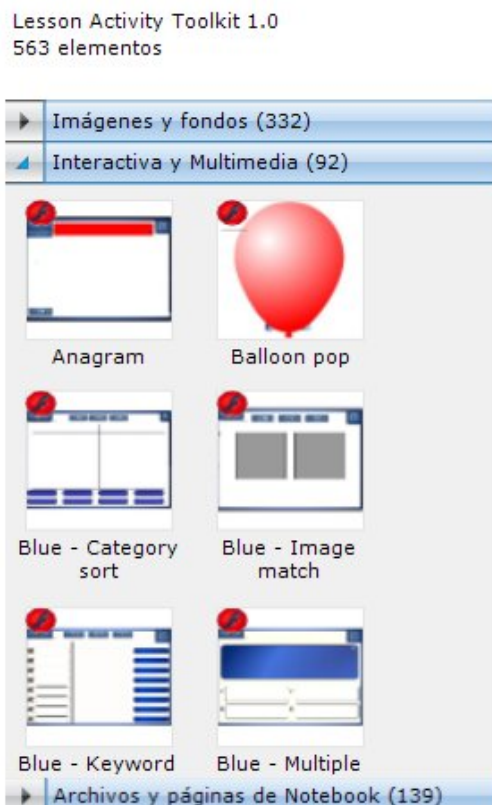 Lesson Activity Toolkit 1.0
563 elementos
Imágenes y fondos (332)
Interactiva y Multimedia (92)
Anagram
Balloon pop
Blue - Category
sort
Blue - Image
match
Blue - Keyword
Blue - Multiple
Archivos y páginas de Notebook (139)